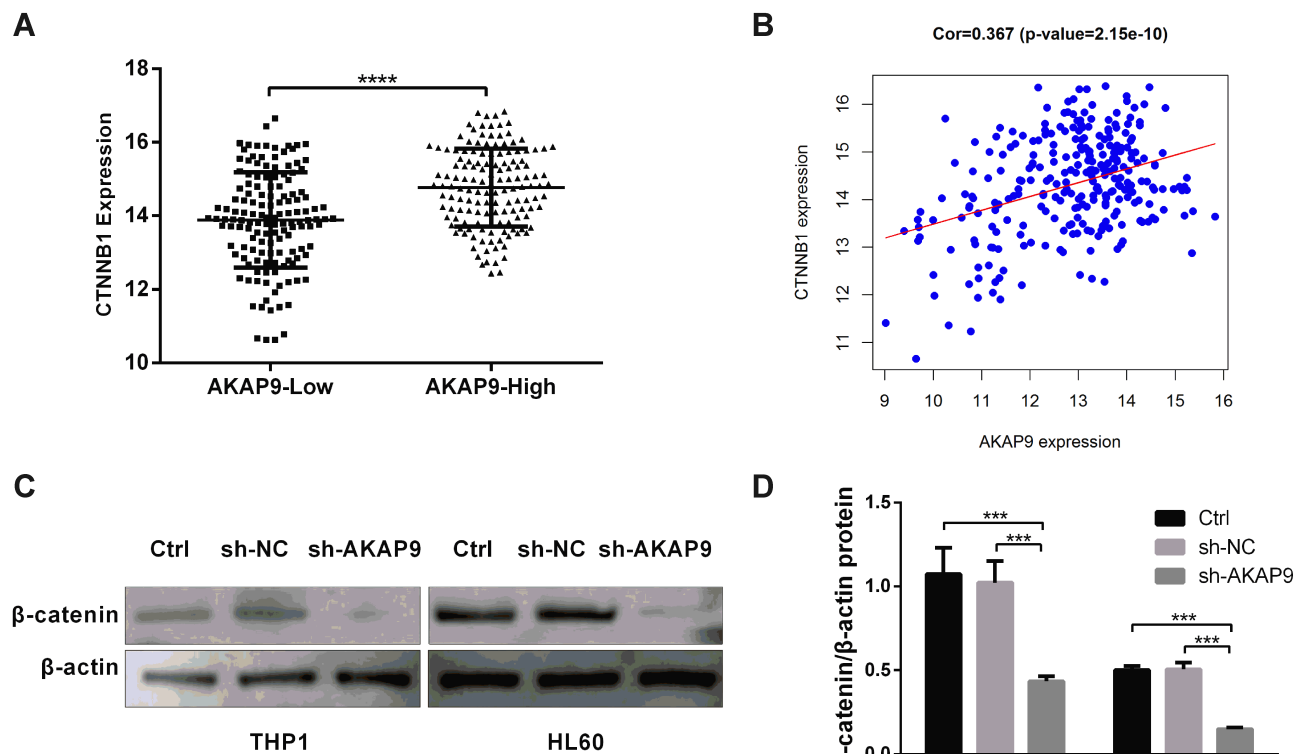 A
CTNNB1 Expression
18
16
14
12
10
****
AKAP9-Low
AKAP9-High
B
Cor=0.367 (p-value=2.15e-10)
CTNNB1 expression
16
15
14
13
12
11
9 10 11 12 13 14 15 16
AKAP9 expression
C
Ctrl sh-NC sh-AKAP9 Ctrl sh-NC sh-AKAP9
β-catenin
β-actin
THP1 HL60
D
-catenin/β-actin protein
1.5
1.0
0.5
0.0
***
***
***
***
Ctrl
sh-NC
sh-AKAP9